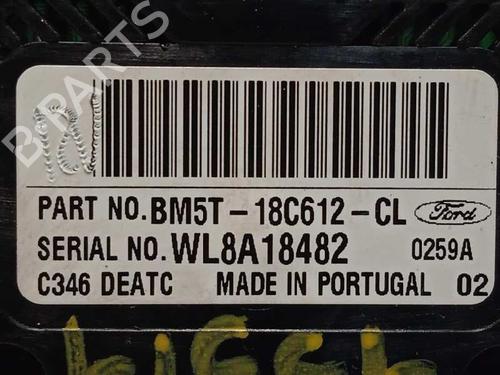 B-PARTS
PART NO. BM5T-18C612-CL Ford
SERIAL NO. WL8A18482 0259A
C346 DEATC MADE IN PORTUGAL 02